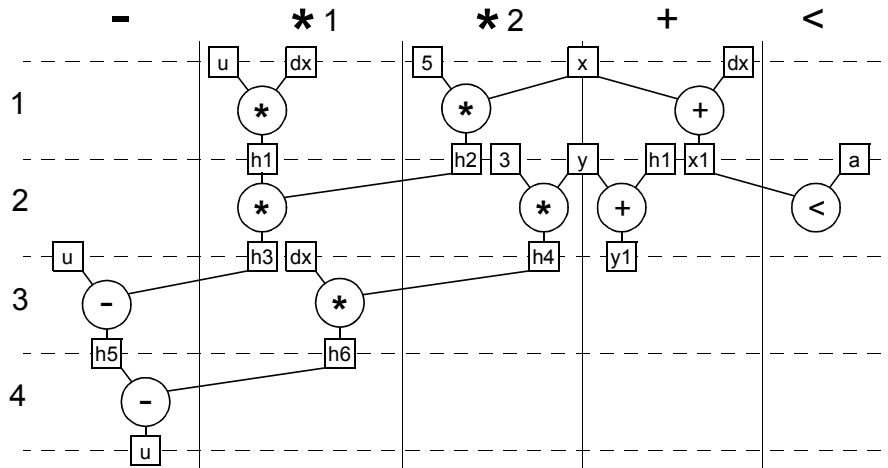 - * 1 * 2 + <
u dx 5 x dx
1 * * +
h1 h2 3 y h1 x1 a
2 * * + <
u h3 dx h4 y1
3 - *
h5 h6
4 -
u